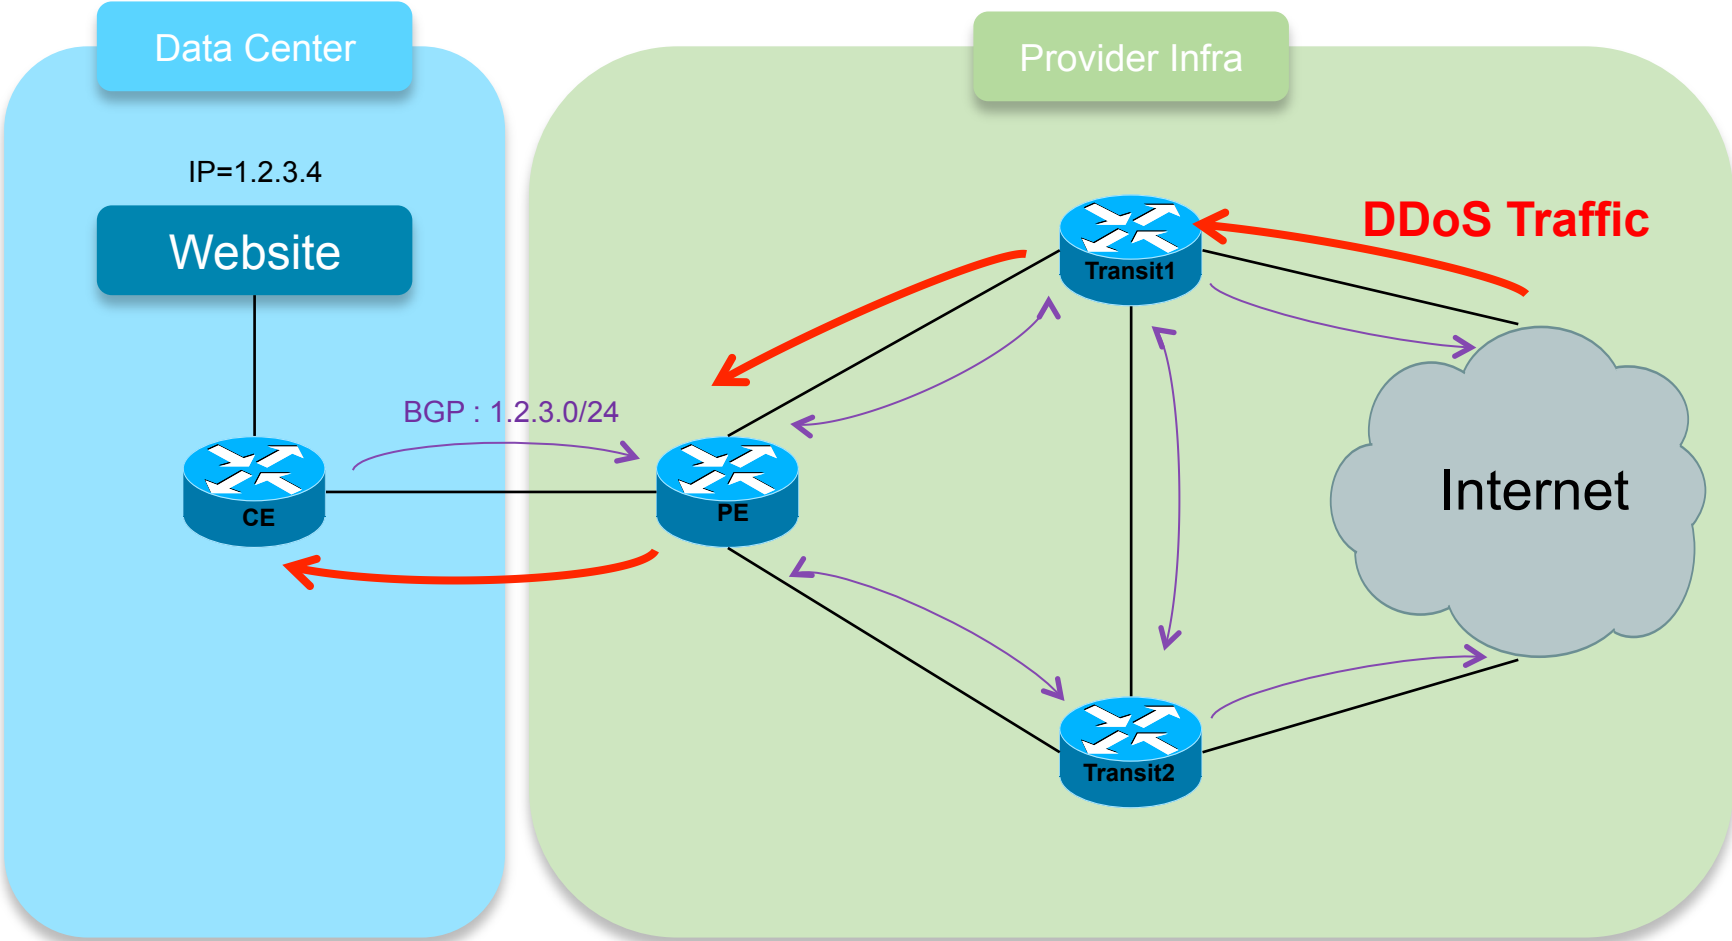 Data Center
Provider Infra
IP=1.2.3.4
Website
DDoS Traffic
Transit1
BGP : 1.2.3.0/24
Internet
CE
PE
Transit2